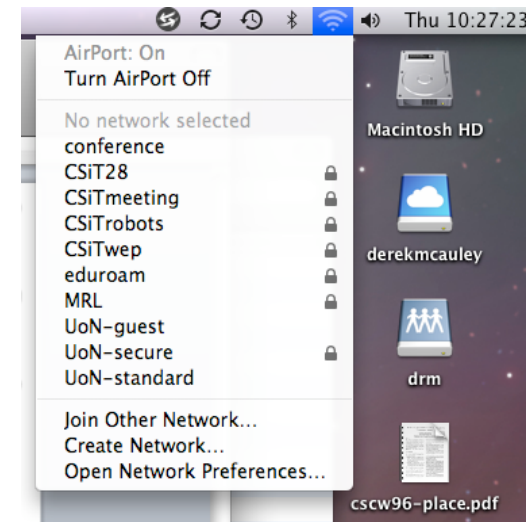 Thu 10:27:23
AirPort: On
Turn AirPort Off
No network selected
conference
CSiT28
CSiTmeeting
CSiTrobots
CSiTwep
eduroam
MRL
UoN-guest
UoN-secure
UoN-standard
Join Other Network...
Create Network...
Open Network Preferences...
Macintosh HD
derekmcauley
drm
cscw96-place.pdf